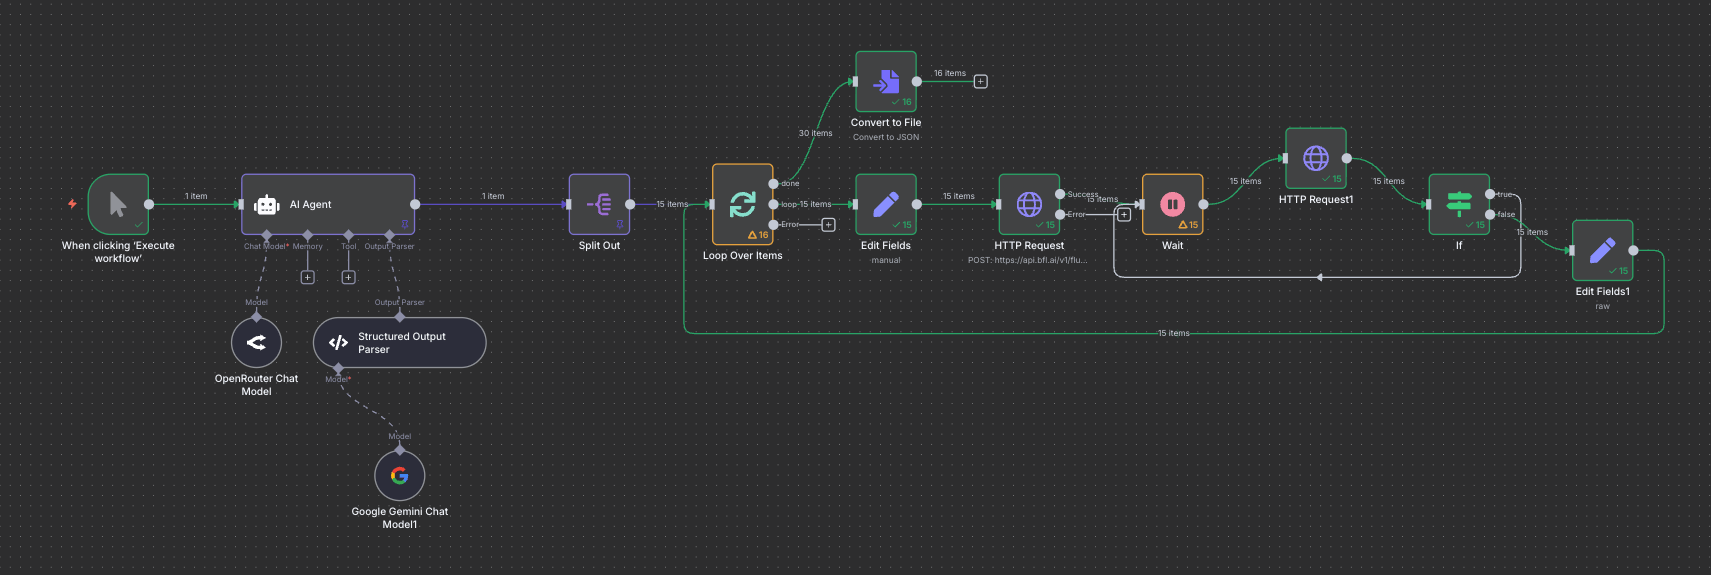 16 items
16
Convert to File
Convert to JSON
30 items
done
loop
15 items
Error
16
Loop Over Items
1 item
When clicking ‘Execute
workflow’
AI Agent
Chat Model*
Memory
Tool
Output Parser
1 item
Split Out
15 items
15
Edit Fields
manual
15 items
Success
15 items
Error
15
HTTP Request
POST: https://api.bfl.ai/v1/flu...
15
Wait
15 items
15
HTTP Request1
15 items
true
false
15
If
15 items
15
Edit Fields1
raw
15 items
Model
OpenRouter Chat
Model
Output Parser
Structured Output
Parser
Model*
Model
Google Gemini Chat
Model1